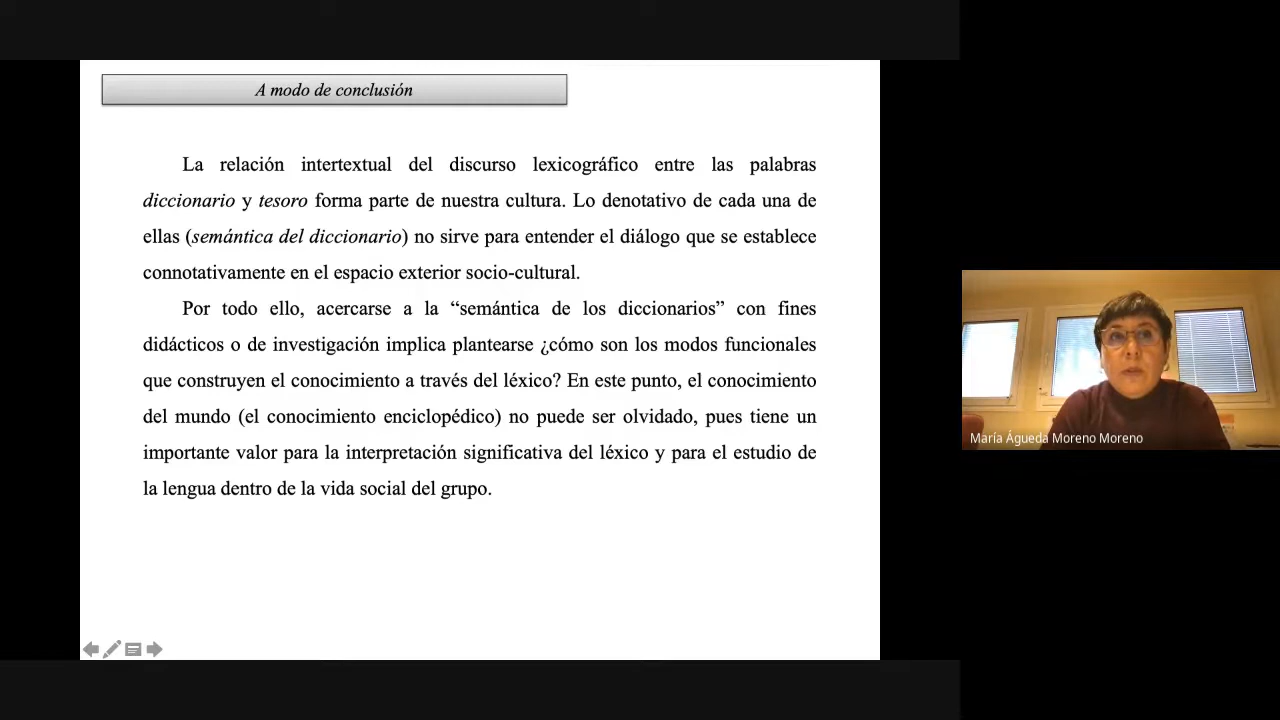 A modo de conclusión
La relación intertextual del discurso lexicográfico entre las palabras
diccionario y tesoro forma parte de nuestra cultura. Lo denotativo de cada una de
ellas (semántica del diccionario) no sirve para entender el diálogo que se establece
connotativamente en el espacio exterior socio-cultural.
Por todo ello, acercarse a la “semántica de los diccionarios” con fines
didácticos o de investigación implica plantearse ¿cómo son los modos funcionales
que construyen el conocimiento a través del léxico? En este punto, el conocimiento
del mundo (el conocimiento enciclopédico) no puede ser olvidado, pues tiene un
importante valor para la interpretación significativa del léxico y para el estudio de
la lengua dentro de la vida social del grupo.
María Águeda Moreno Moreno